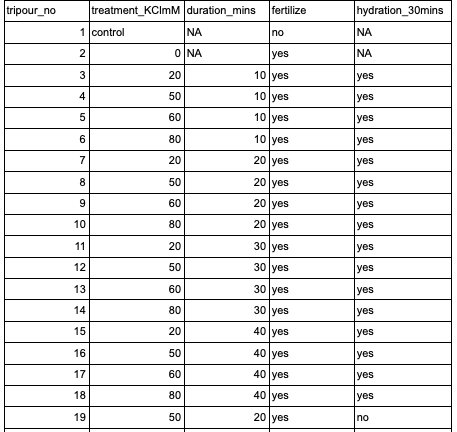 tripour_no treatment_KClmM duration_mins fertilize hydration_30mins
1 control NA no NA
2 0 NA yes NA
3 20 10 yes yes
4 50 10 yes yes
5 60 10 yes yes
6 80 10 yes yes
7 20 20 yes yes
8 50 20 yes yes
9 60 20 yes yes
10 80 20 yes yes
11 20 30 yes yes
12 50 30 yes yes
13 60 30 yes yes
14 80 30 yes yes
15 20 40 yes yes
16 50 40 yes yes
17 60 40 yes yes
18 80 40 yes yes
19 50 20 yes no